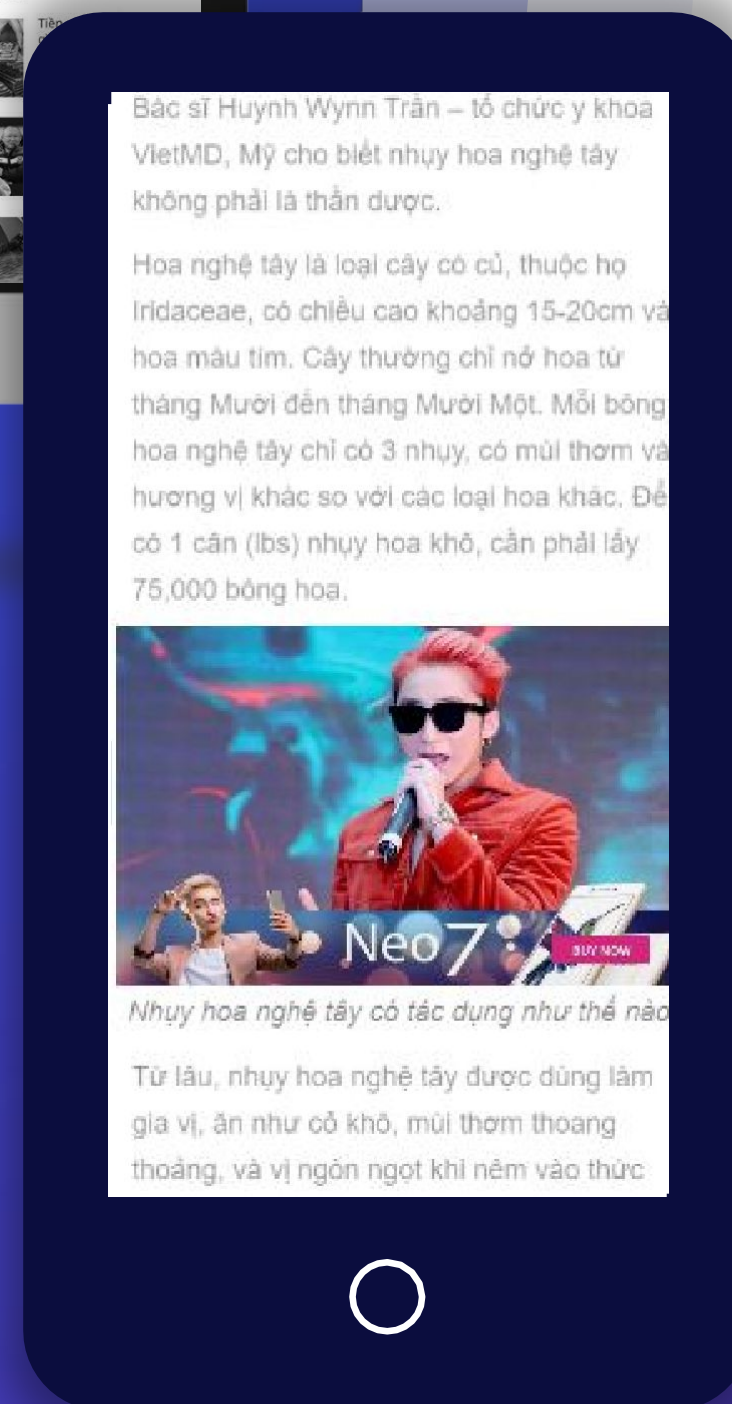 Tiền
Bác sĩ Huynh Wynn Trần – tổ chức y khoa
VietMD, Mỹ cho biết nhụy hoa nghệ tây
không phải là thần dược.
Hoa nghệ tây là loại cây có củ, thuộc họ
Iridaceae, có chiều cao khoảng 15-20cm và
hoa màu tím. Cây thường chỉ nở hoa từ
tháng Mười đến tháng Mười Một. Mỗi bông
hoa nghệ tây chỉ có 3 nhụy, có mùi thơm và
hương vị khác so với các loại hoa khác. Để
có 1 cân (lbs) nhụy hoa khô, cần phải lấy
75,000 bông hoa.
Neo7
BUY NOW
Nhụy hoa nghệ tây có tác dụng như thế nào
Từ lâu, nhụy hoa nghệ tây được dùng làm
gia vị, ăn như cỏ khô, mùi thơm thoang
thoảng, và vị ngòn ngọt khi nêm vào thức